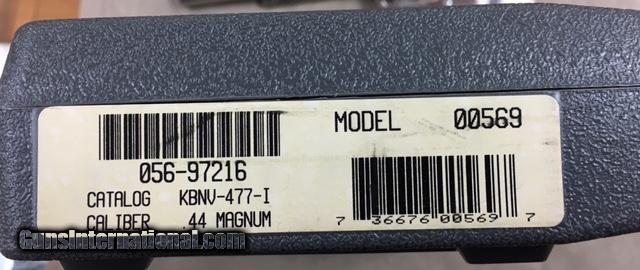 MODEL 00569
056-97216
CATALOG KBNV-477-I
CALIBER 44 MAGNUM
7 36676 00569 7
GunsInternational.com